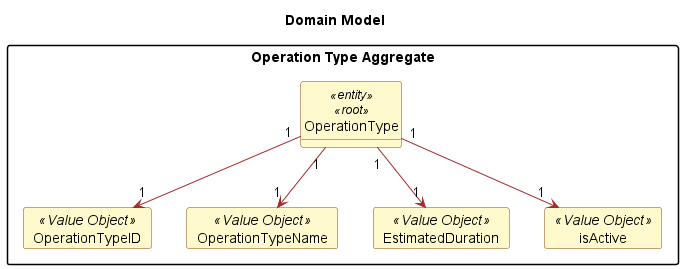 Domain Model
Operation Type Aggregate
«entity»
«root»
OperationType
1 1 1 1
1 1 1 1
«Value Object» «Value Object» «Value Object» «Value Object»
OperationTypeID OperationTypeName EstimatedDuration isActive